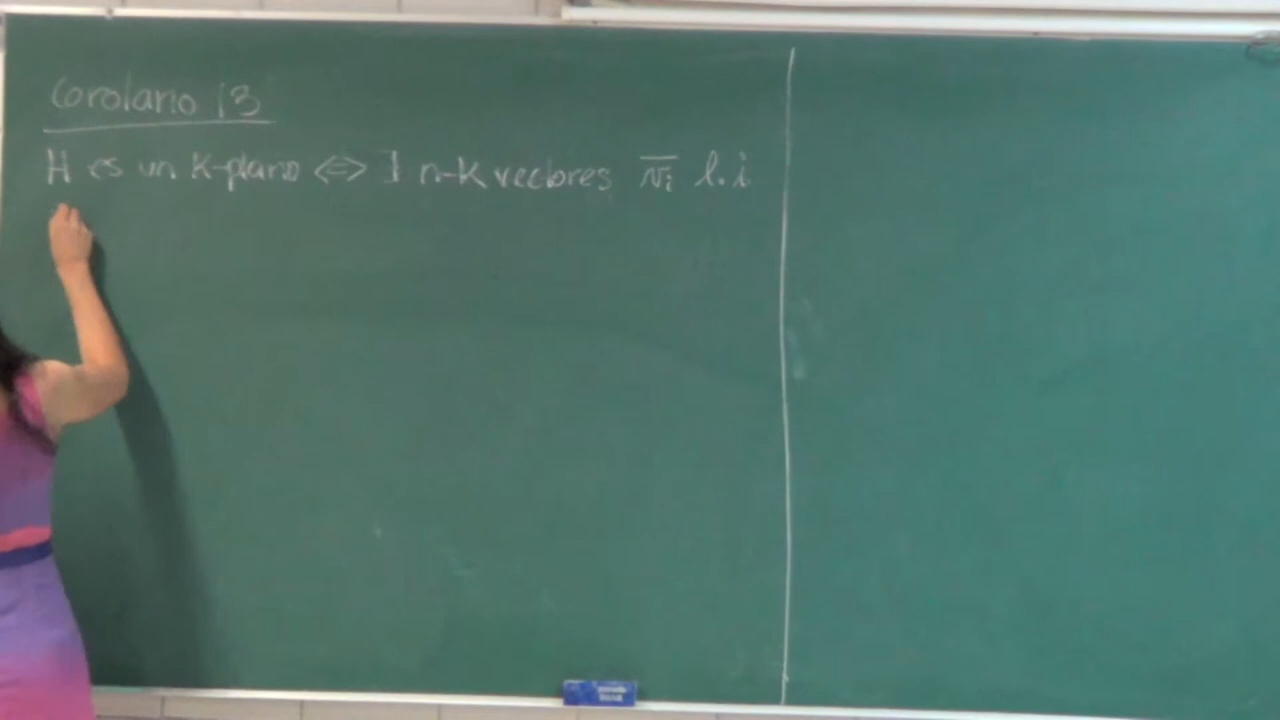 Corolario 13
H es un k-plano ⇔ ∃ n-k vectores N̅ᵢ l.i